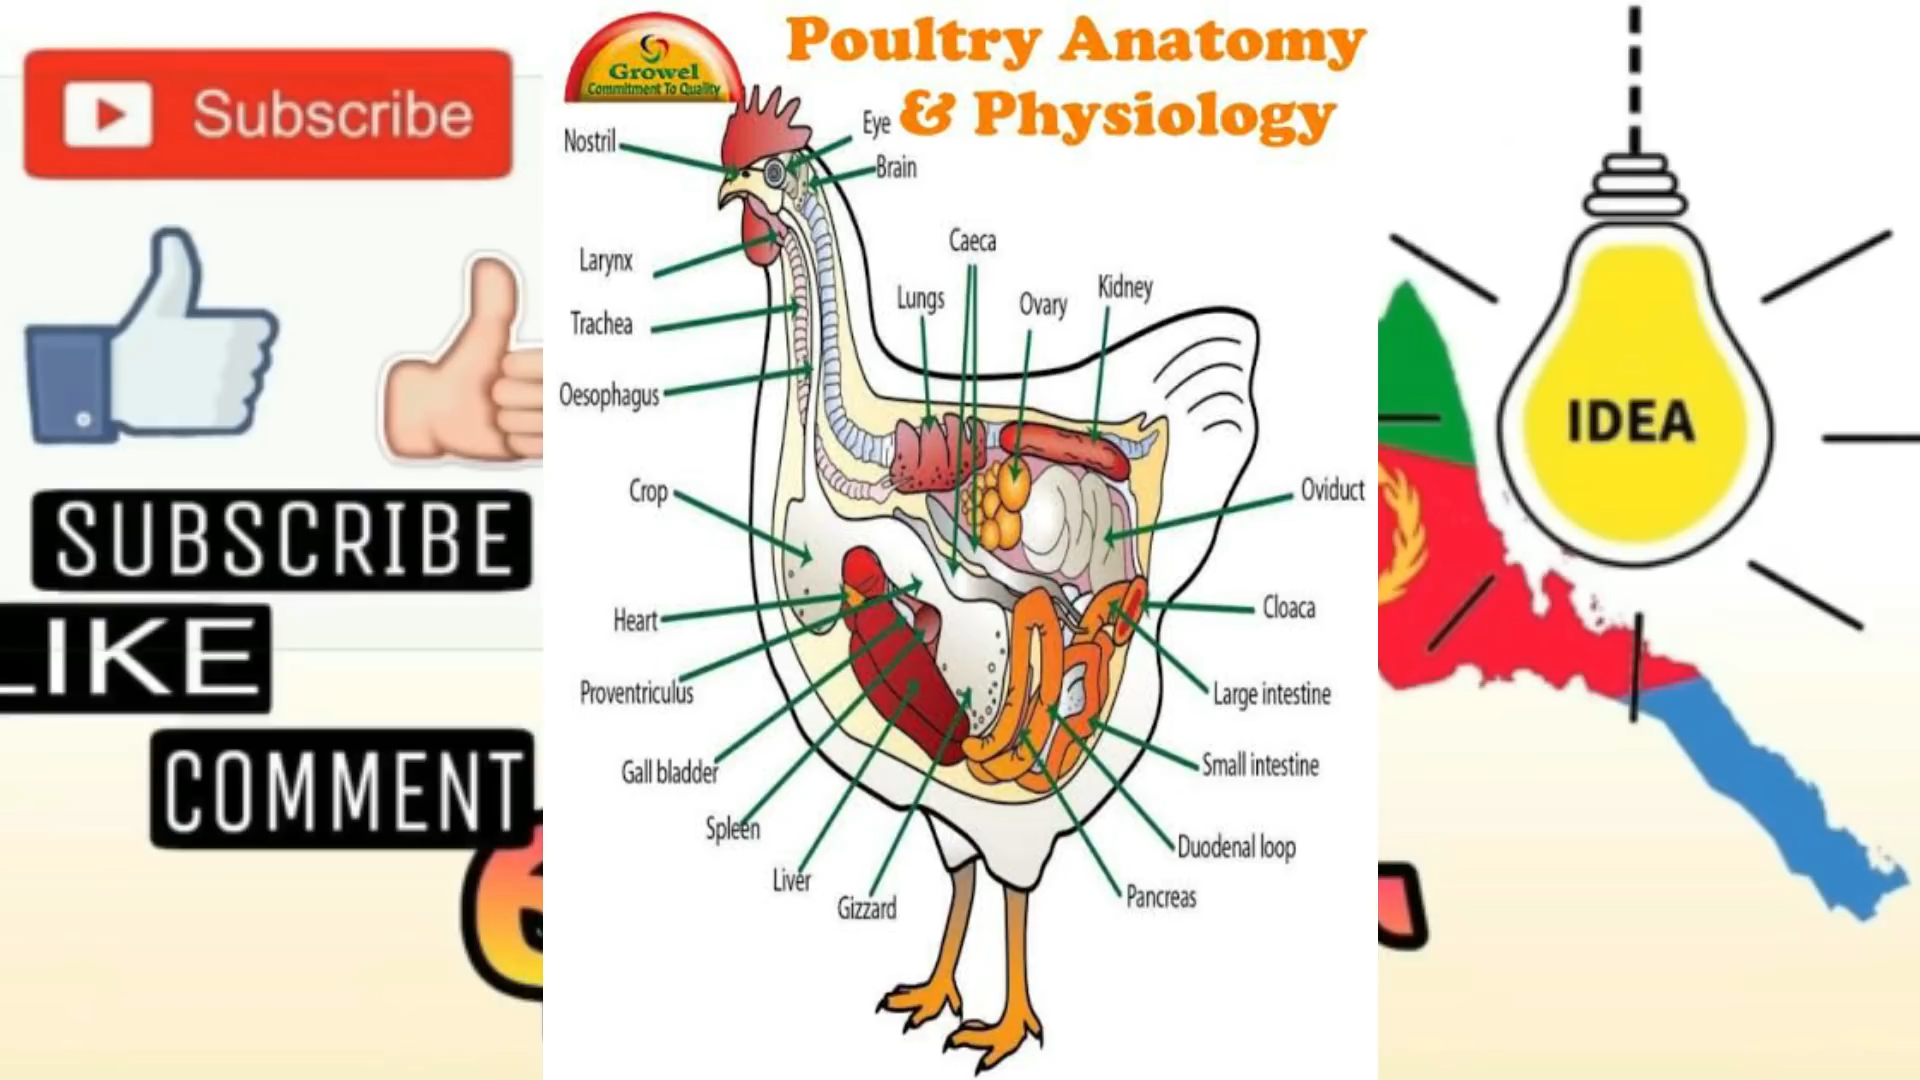 Subscribe
SUBSCRIBE
LIKE
COMMENT
Growel
Commitment To Quality
Poultry Anatomy
& Physiology
Nostril
Eye
Brain
Larynx
Caeca
Lungs
Ovary
Kidney
Trachea
Oesophagus
Crop
Oviduct
Heart
Cloaca
Proventriculus
Large intestine
Gall bladder
Small intestine
Spleen
Duodenal loop
Liver
Pancreas
Gizzard
IDEA